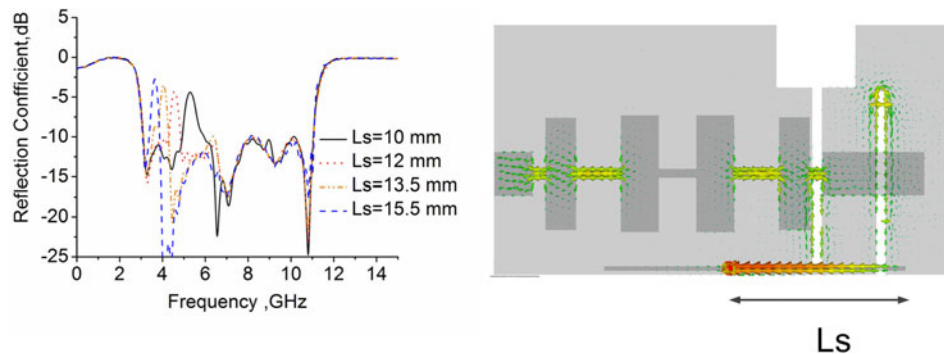 Reflection Confficient,dB
5
0
-5
-10
-15
-20
-25
Ls=10 mm
Ls=12 mm
Ls=13.5 mm
Ls=15.5 mm
0 2 4 6 8 10 12 14
Frequency ,GHz
Ls